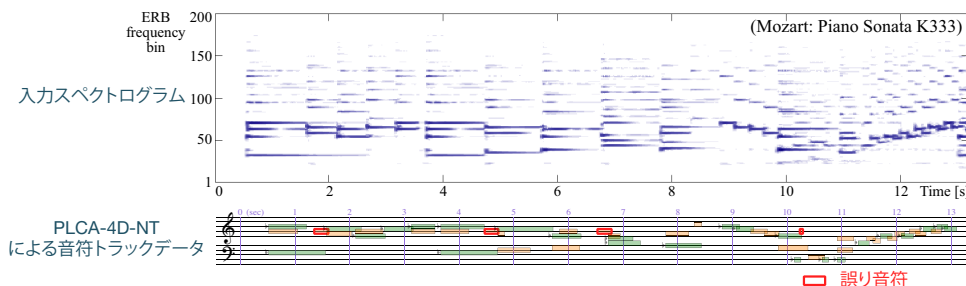 ERB
frequency
bin
200
150
100
50
1
(Mozart: Piano Sonata K333)
入力スペクトログラム
0 2 4 6 8 10 12 Time [s
PLCA-4D-NT
による音符トラックデータ
0 (sec) 1 2 3 4 5 6 7 8 9 10 11 12 13
誤り音符